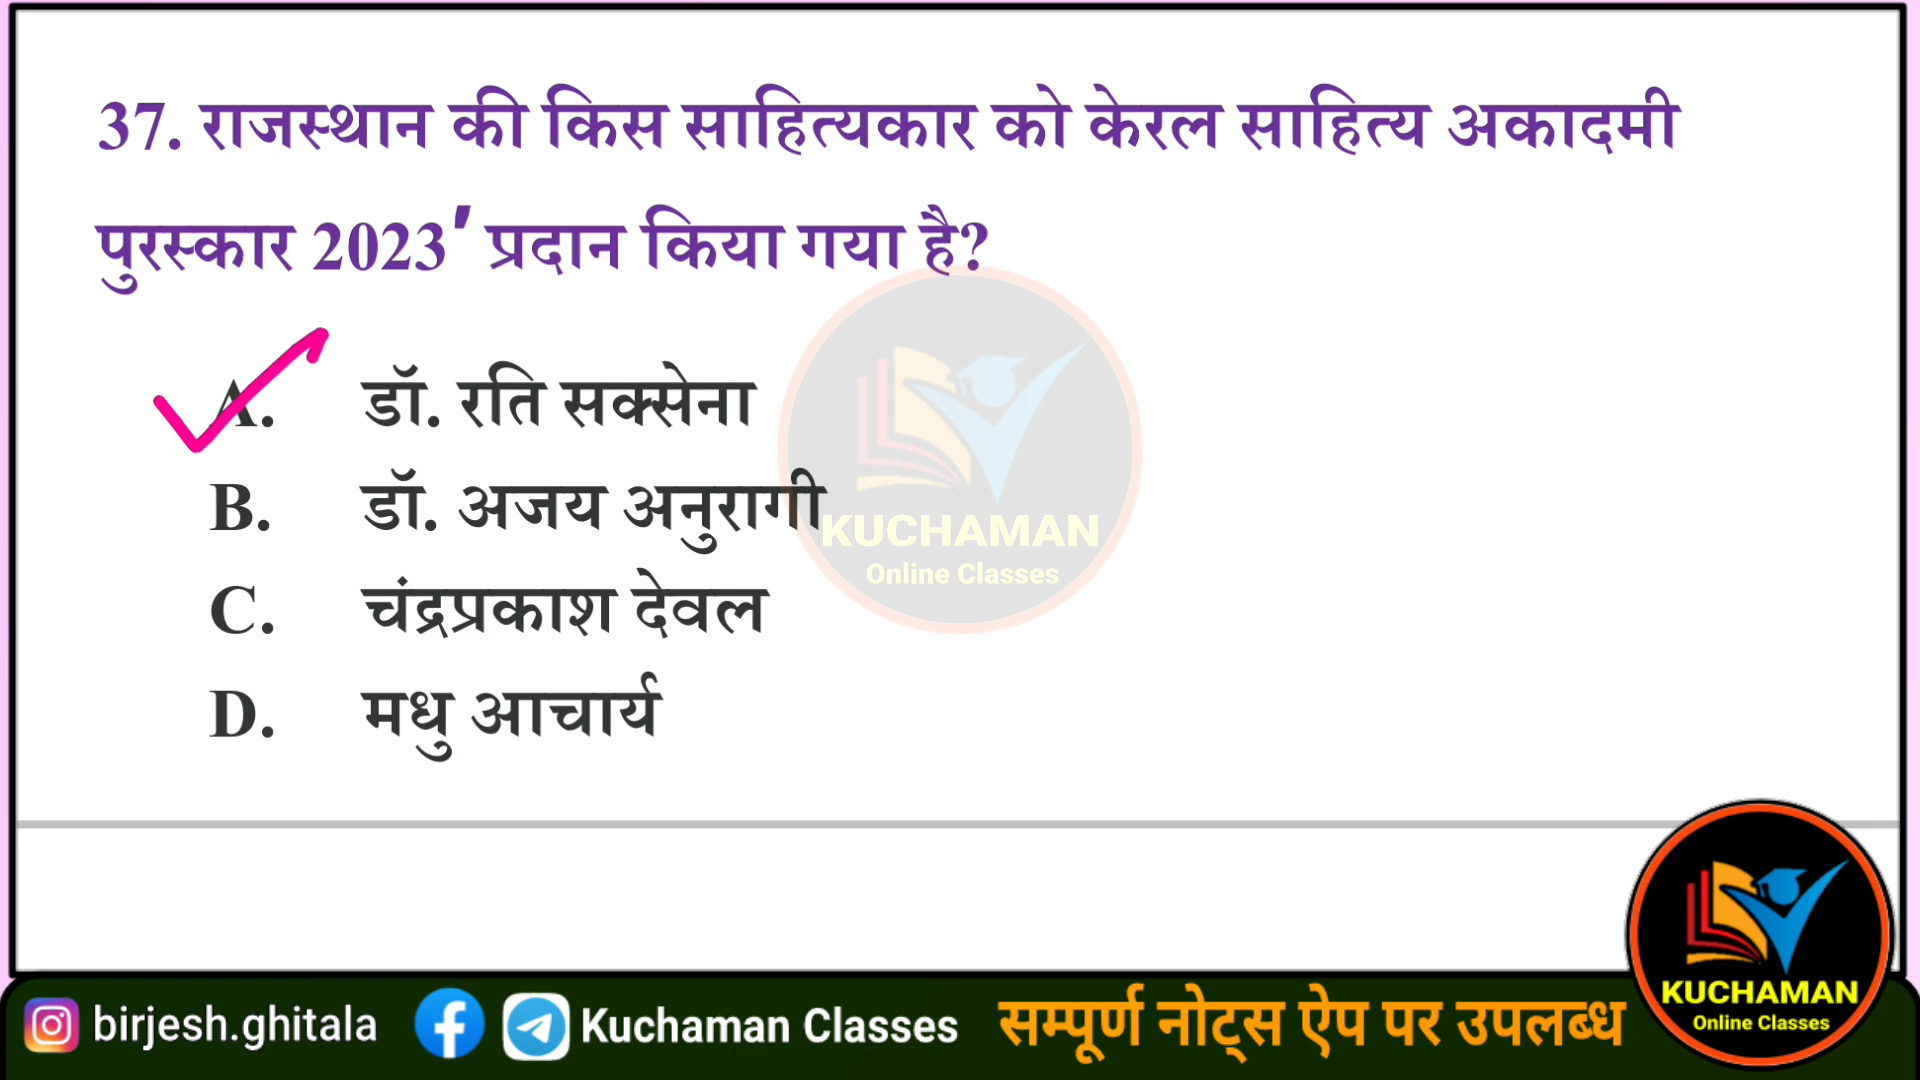 37. राजस्थान की किस साहित्यकार को केरल साहित्य अकादमी
पुरस्कार 2023' प्रदान किया गया है?
A. डॉ. रति सक्सेना
B. डॉ. अजय अनुरागी
C. चंद्रप्रकाश देवल
D. मधु आचार्य
KUCHAMAN
Online Classes
birjesh.ghitala
Kuchaman Classes
सम्पूर्ण नोट्स ऐप पर उपलब्ध
KUCHAMAN
Online Classes